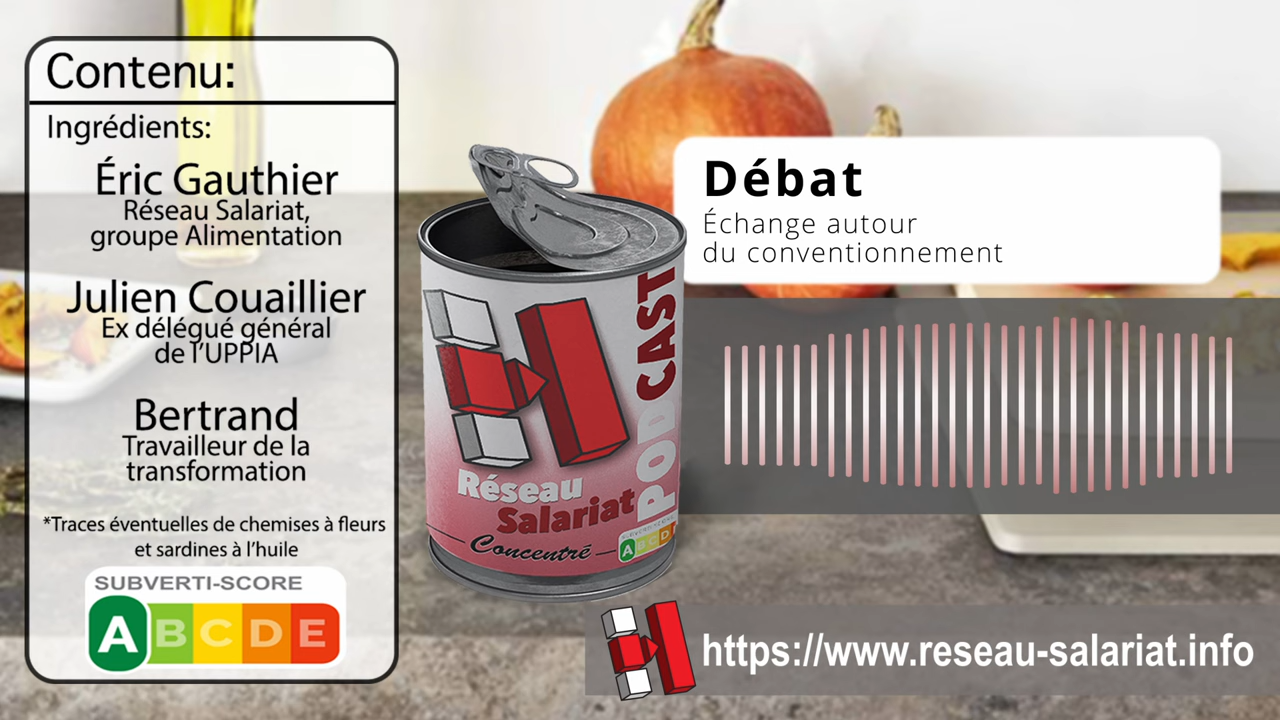 Contenu:
Ingrédients:
Éric Gauthier
Réseau Salariat,
groupe Alimentation
Julien Couaillier
Ex délégué général
de l'UPPIA
Bertrand
Travailleur de la
transformation
*Traces éventuelles de chemises à fleurs
et sardines à l'huile
SUBVERTI-SCORE
A B C D E
PODCAST
Réseau
Salariat
Concentré
A B C D
Débat
Échange autour
du conventionnement
https://www.reseau-salariat.info